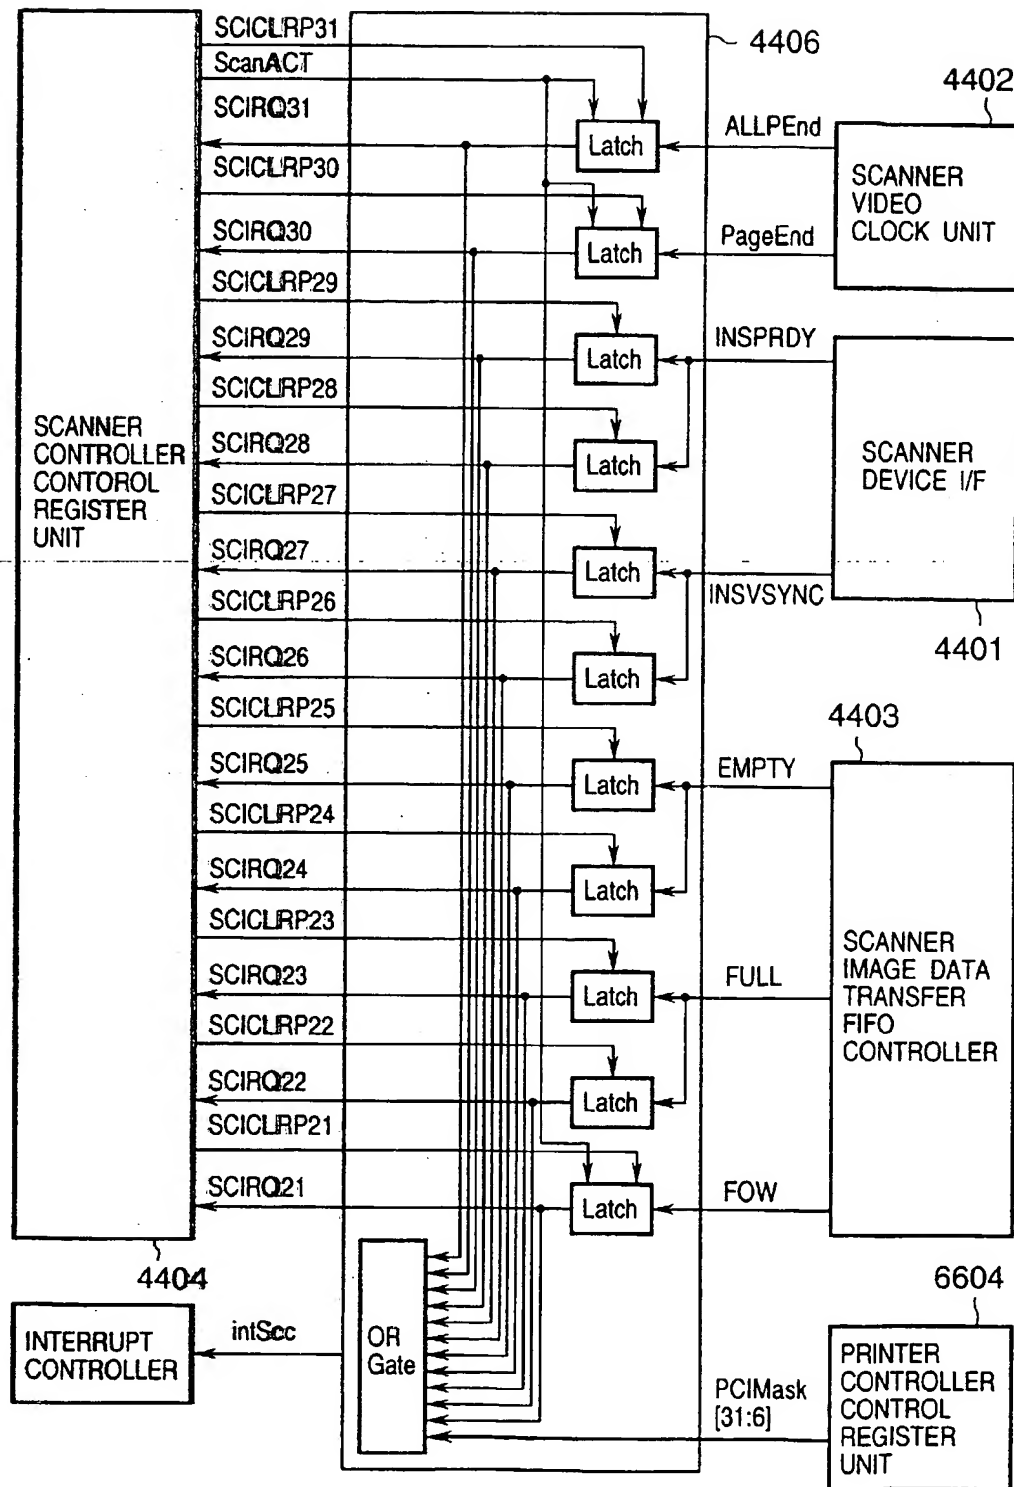 SCICLRP31
4406
ScanACT
4402
SCIRQ31
ALLPEnd
Latch
SCICLRP30
SCANNER
VIDEO
CLOCK UNIT
SCIRQ30
PageEnd
Latch
SCICLRP29
INSPRDY
SCIRQ29
Latch
SCICLRP28
SCANNER
CONTROLLER
CONTOROL
REGISTER
UNIT
SCIRQ28
Latch
SCANNER
DEVICE I/F
SCICLRP27
SCIRQ27
Latch
INSVSYNC
SCICLRP26
4401
SCIRQ26
Latch
SCICLRP25
4403
SCIRQ25
EMPTY
Latch
SCICLRP24
SCIRQ24
Latch
SCICLRP23
SCANNER
IMAGE DATA
TRANSFER
FIFO
CONTROLLER
SCIRQ23
FULL
Latch
SCICLRP22
SCIRQ22
Latch
SCICLRP21
SCIRQ21
FOW
Latch
4404
6604
INTERRUPT
CONTROLLER
intScc
OR
Gate
PCIMask
[31:6]
PRINTER
CONTROLLER
CONTROL
REGISTER
UNIT